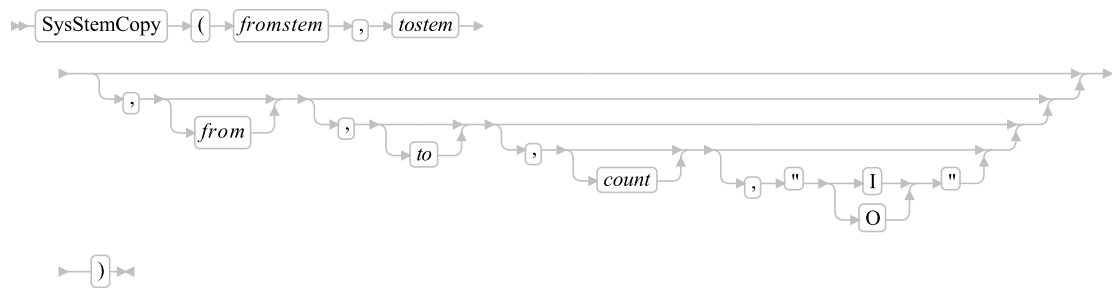 SysStemCopy ( fromstem , tostem
,
from , to , count , " I "
O
)